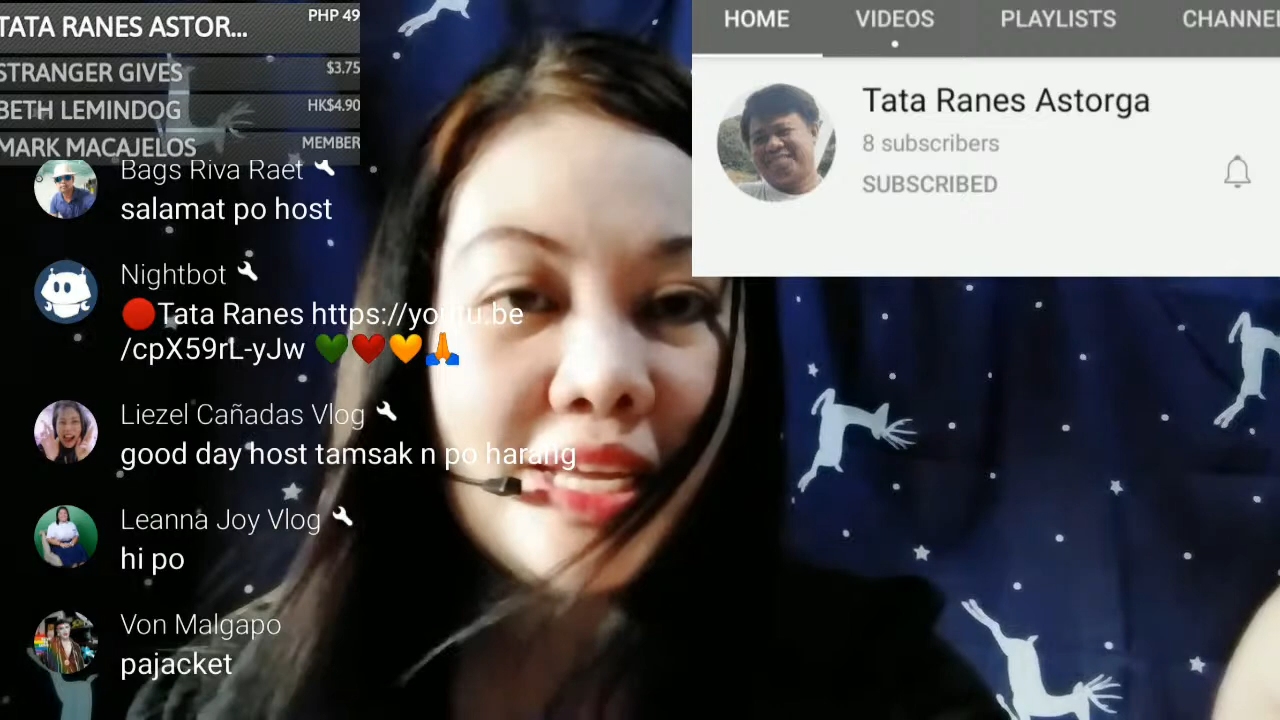 TATA RANES ASTOR... PHP 49
STRANGER GIVES $3.75
BETH LEMINDOG HK$4.90
MARK MACAJELOS MEMBER
Bags Riva Raet
salamat po host
Nightbot
🔴Tata Ranes https://youtu.be
/cpX59rL-yJw 💚❤️🧡🙏
Liezel Cañadas Vlog
good day host tamsak n po harang
Leanna Joy Vlog
hi po
Von Malgapo
pajacket
HOME VIDEOS PLAYLISTS CHANNEL
Tata Ranes Astorga
8 subscribers
SUBSCRIBED